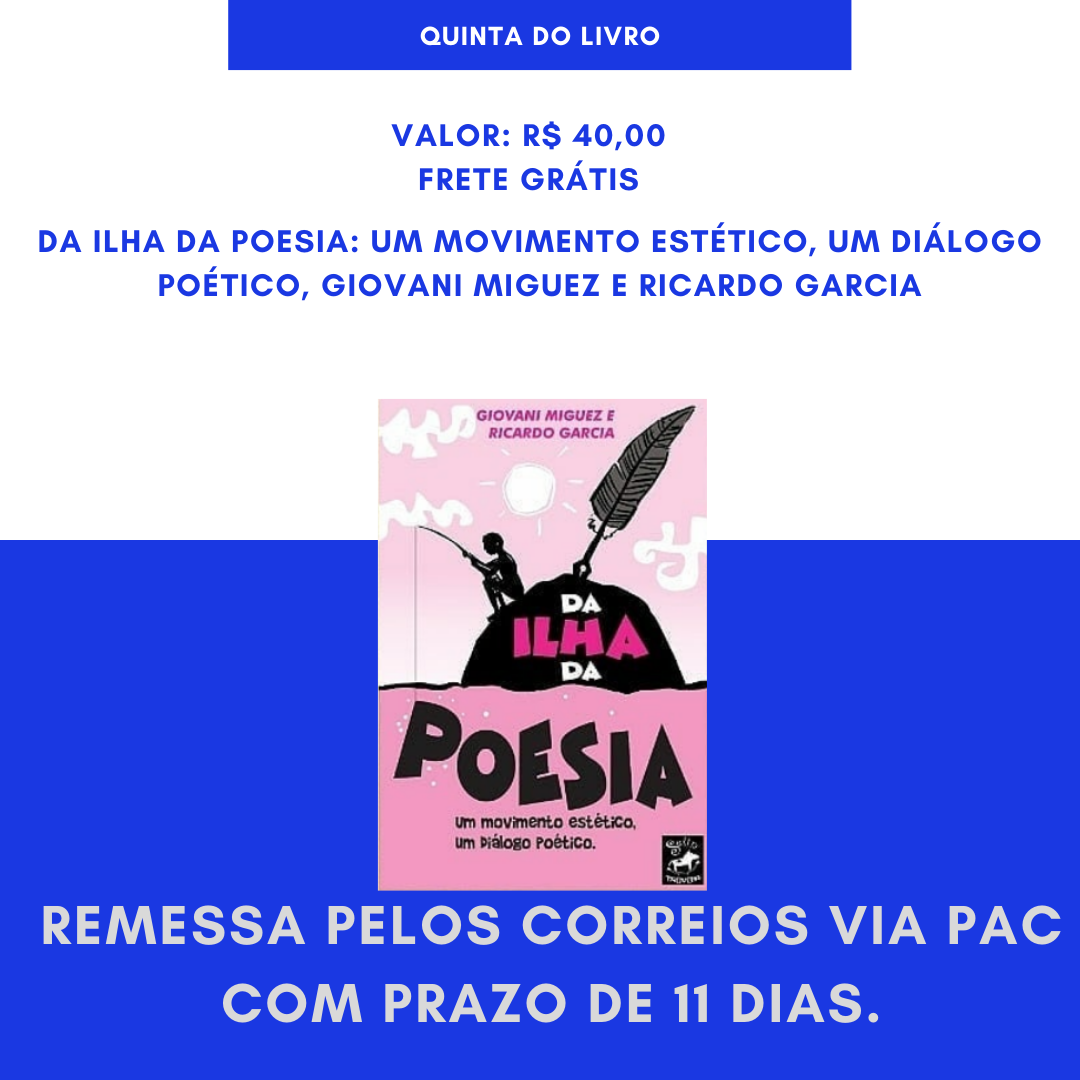 QUINTA DO LIVRO
VALOR: R$ 40,00
FRETE GRÁTIS
DA ILHA DA POESIA: UM MOVIMENTO ESTÉTICO, UM DIÁLOGO
POÉTICO, GIOVANI MIGUEZ E RICARDO GARCIA
GIOVANI MIGUEZ E
RICARDO GARCIA
DA
ILHA
DA
POESIA
Um movimento estético,
um Diálogo Poético.
REMESSA PELOS CORREIOS VIA PAC
COM PRAZO DE 11 DIAS.